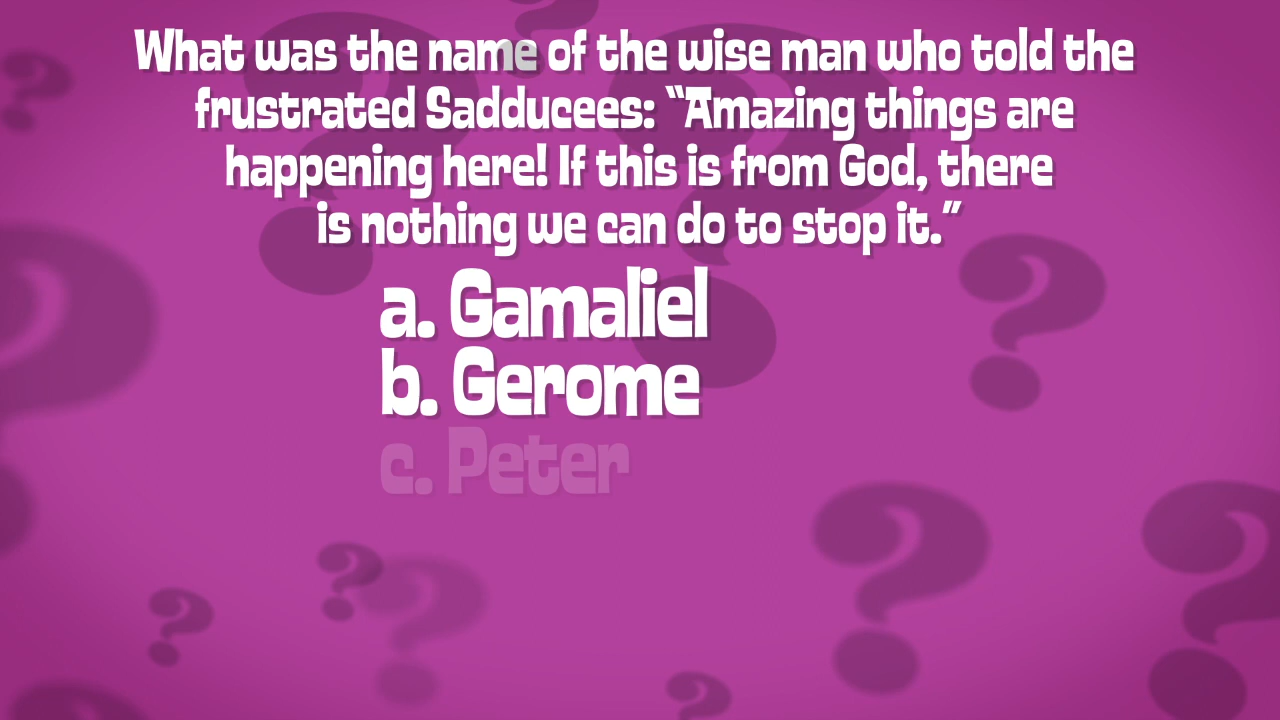 What was the name of the wise man who told the
frustrated Sadducees: “Amazing things are
happening here! If this is from God, there
is nothing we can do to stop it.”
a. Gamaliel
b. Gerome
c. Peter